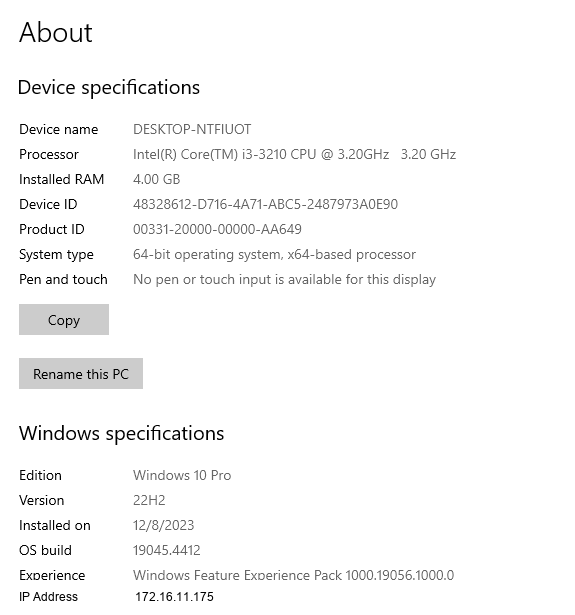 About
Device specifications
Device name DESKTOP-NTFIUOT
Processor Intel(R) Core(TM) i3-3210 CPU @ 3.20GHz 3.20 GHz
Installed RAM 4.00 GB
Device ID 48328612-D716-4A71-ABC5-2487973A0E90
Product ID 00331-20000-00000-AA649
System type 64-bit operating system, x64-based processor
Pen and touch No pen or touch input is available for this display
Copy
Rename this PC
Windows specifications
Edition Windows 10 Pro
Version 22H2
Installed on 12/8/2023
OS build 19045.4412
Experience Windows Feature Experience Pack 1000.19056.1000.0
IP Address 172.16.11.175